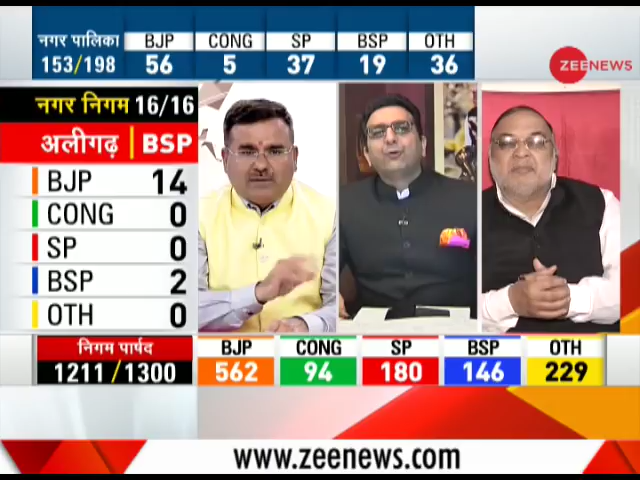 नगर पालिका BJP CONG SP BSP OTH
153/198 56 5 37 19 36
ZEENEWS
नगर निगम 16/16
अलीगढ़ BSP
BJP 14
CONG 0
SP 0
BSP 2
OTH 0
निगम पार्षद BJP CONG SP BSP OTH
1211/1300 562 94 180 146 229
www.zeenews.com